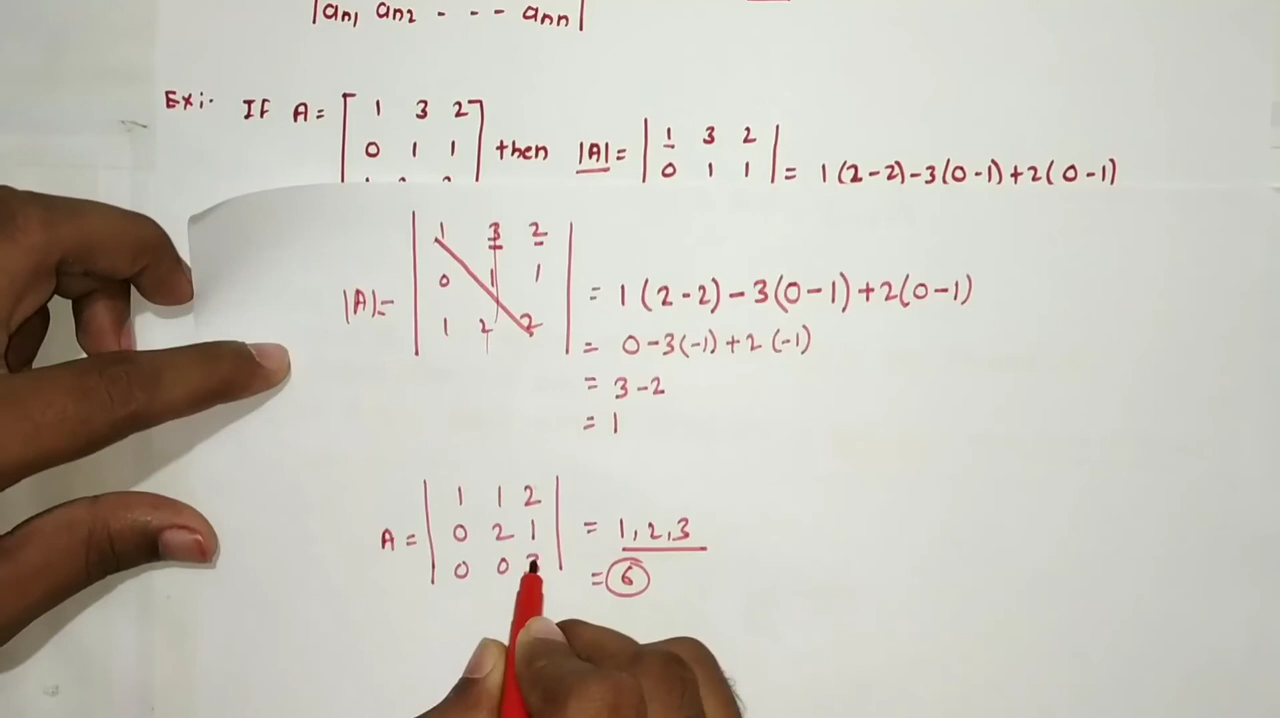 |an1 an2 - - - ann|
Ex:- If A = [ 1 3 2 ]
0 1 1 then |A| = | 1 3 2
0 1 1 | = 1(2-2)-3(0-1)+2(0-1)
1 3 2
0 1 1
|A|= 1 2 2 = 1(2-2)-3(0-1)+2(0-1)
= 0-3(-1)+2(-1)
= 3-2
= 1
1 1 2
A = 0 2 1 = 1,2,3
0 0 3 = 6